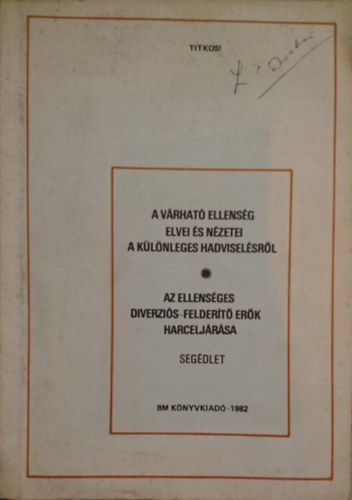 TITKOS!
A VÁRHATÓ ELLENSÉG
ELVEI ÉS NÉZETEI
A KÜLÖNLEGES HADVISELÉSRŐL
AZ ELLENSÉGES
DIVERZIÓS-FELDERÍTŐ ERŐK
HARCELJÁRÁSA
SEGÉDLET
BM KÖNYVKIADÓ - 1982